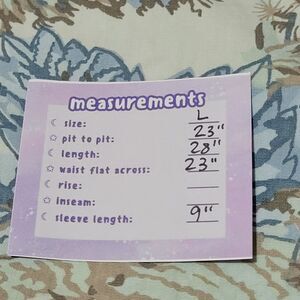 measurements
size: L
pit to pit: 23"
length: 28"
waist flat across: 23"
rise:
inseam:
sleeve length: 9"